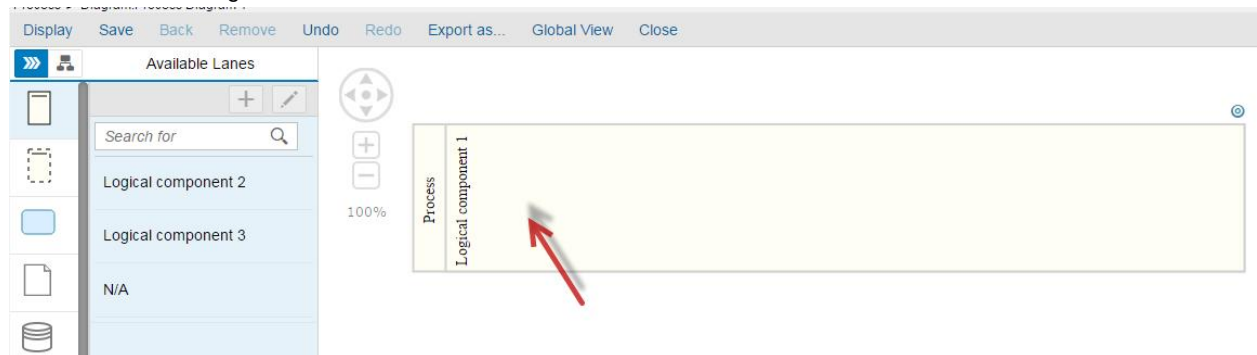 Display Save Back Remove Undo Redo Export as... Global View Close
Available Lanes
Search for
Logical component 2
Logical component 3
N/A
100%
Process
Logical component 1